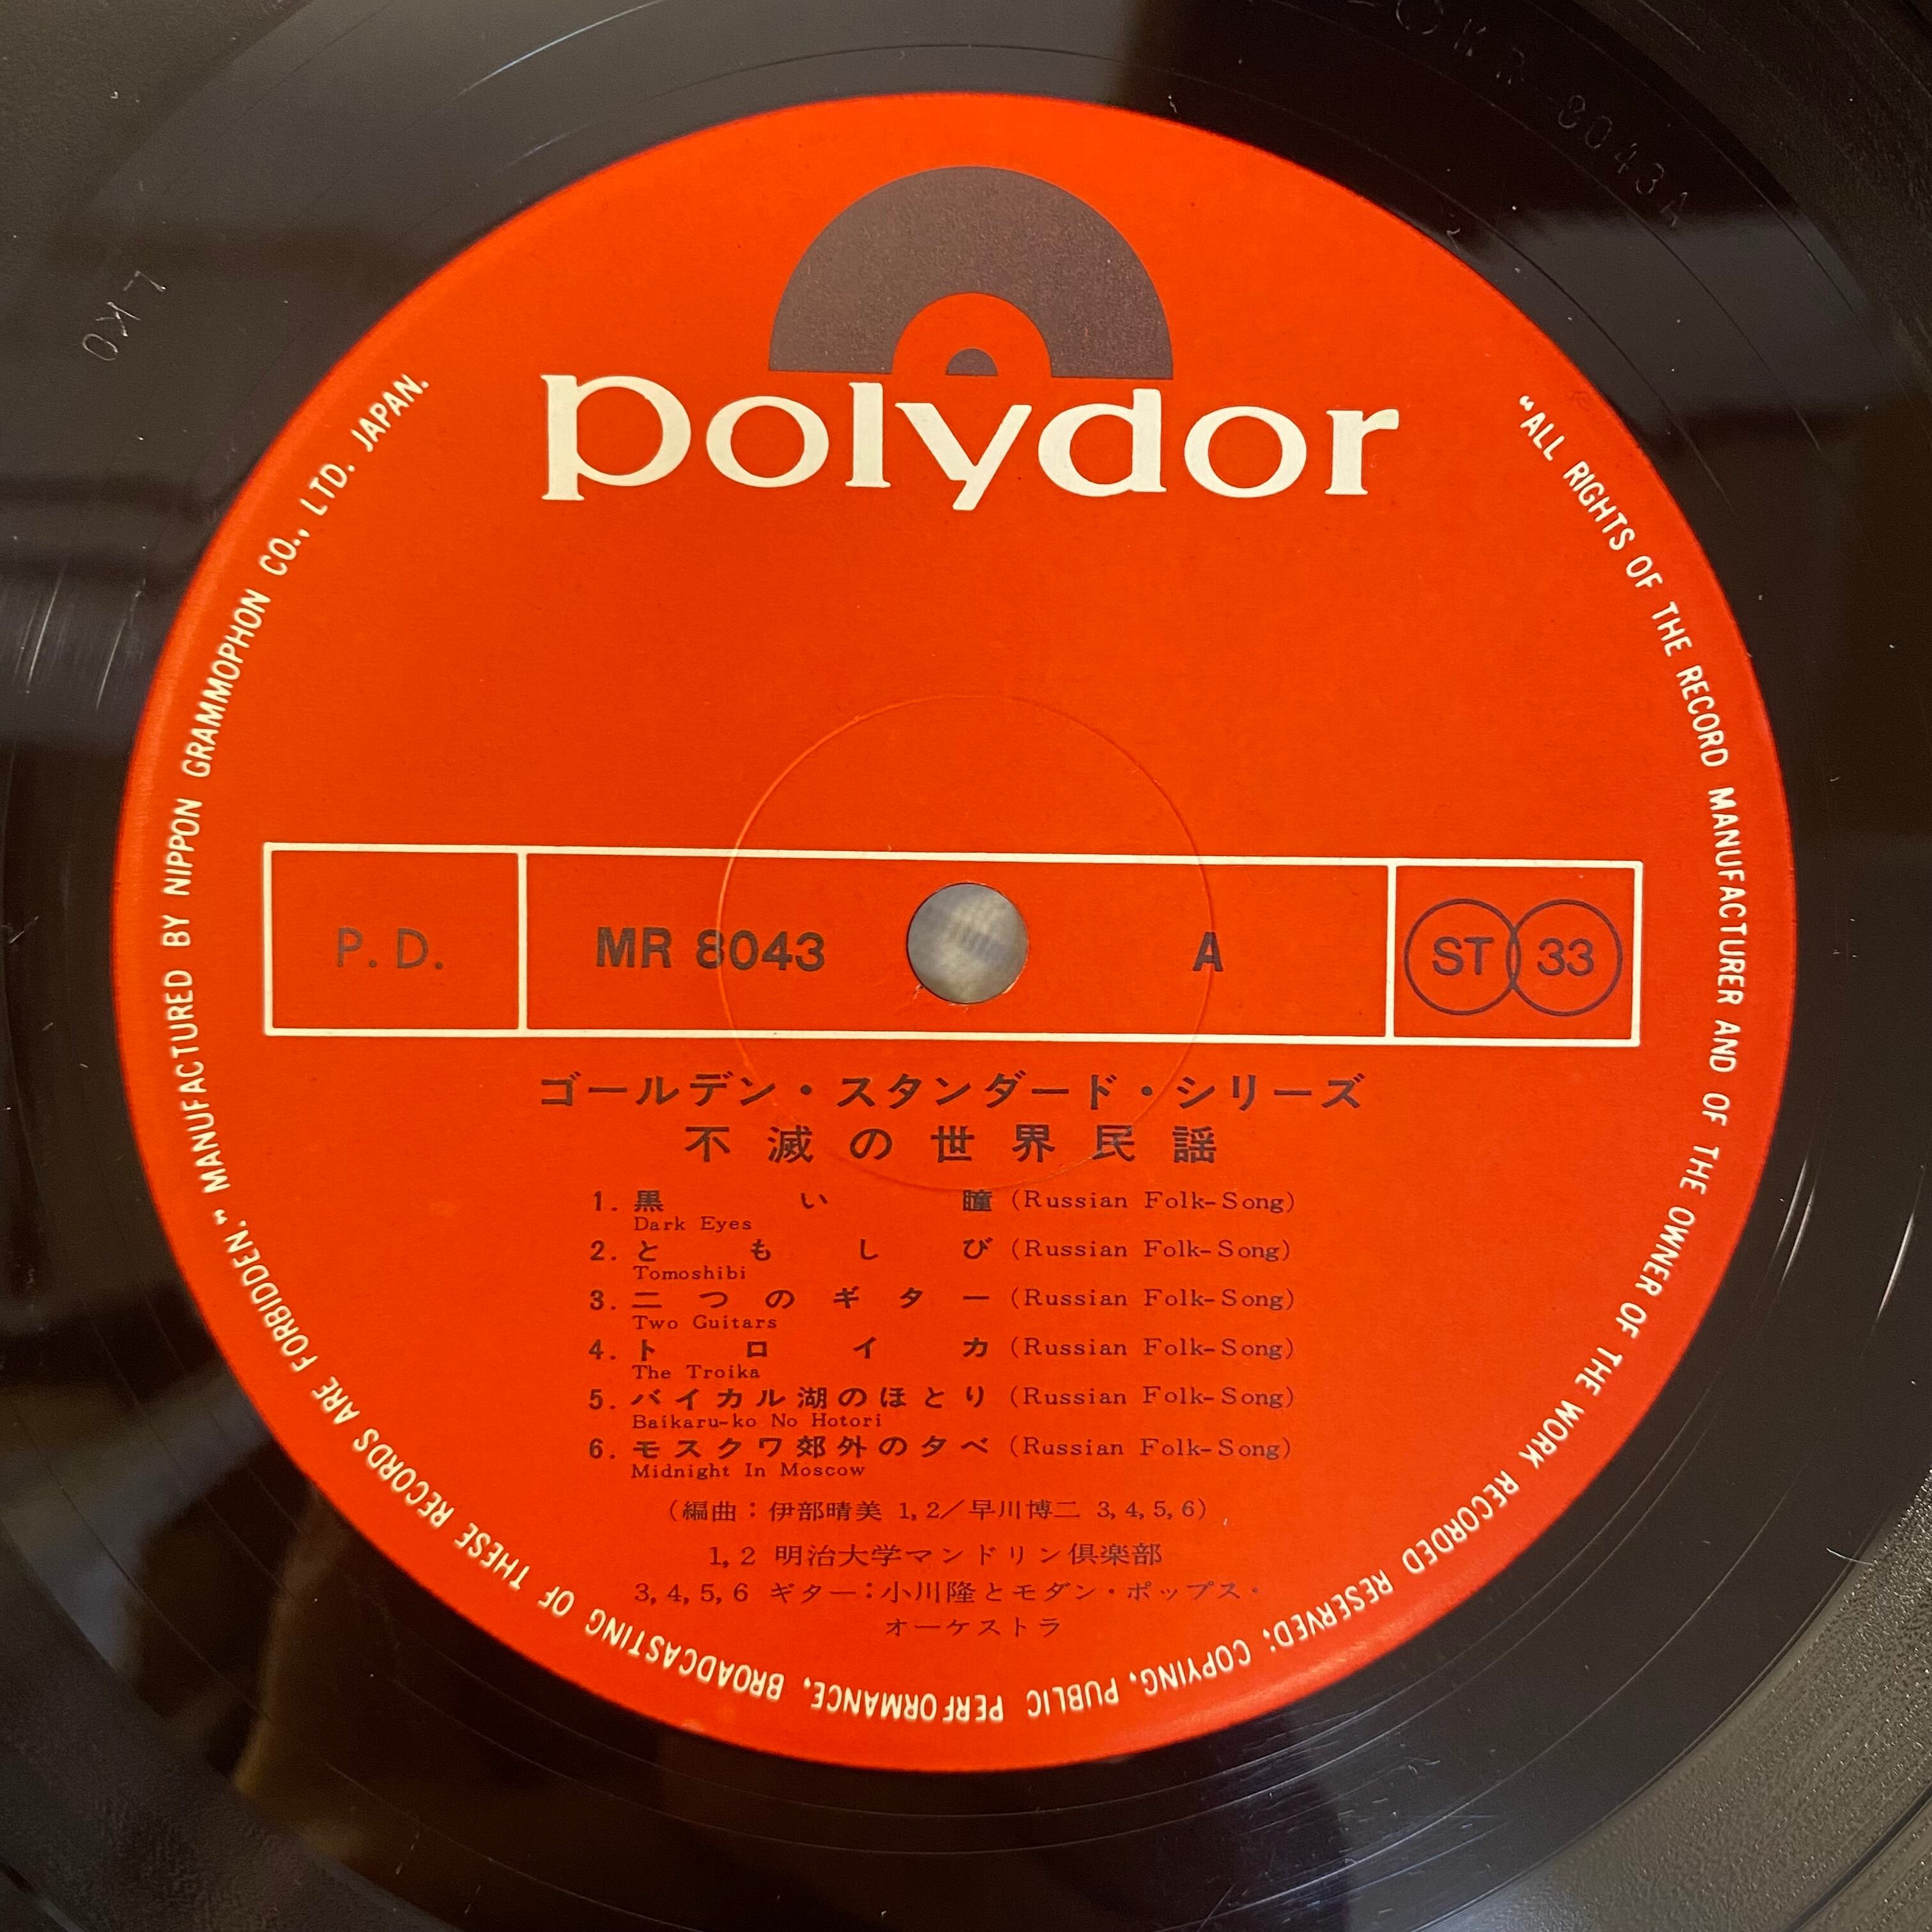 polydor
P. D.
MR 8043
A
ST 33
ゴールデン・スタンダード・シリーズ
不滅の世界民謡
1. 黒い瞳 (Russian Folk-Song)
Dark Eyes
2. ともしび (Russian Folk-Song)
Tomoshibi
3. 二つのギター (Russian Folk-Song)
Two Guitars
4. トロイカ (Russian Folk-Song)
The Troika
5. バイカル湖のほとり (Russian Folk-Song)
Baikaru-ko No Hotori
6. モスクワ郊外の夕べ (Russian Folk-Song)
Midnight In Moscow
(編曲：伊部晴美 1, 2／早川博二 3, 4, 5, 6)
1, 2 明治大学マンドリン倶楽部
3, 4, 5, 6 ギター：小川隆とモダン・ポップス・
オーケストラ
“ALL RIGHTS OF THE RECORD MANUFACTURER AND OF THE OWNER OF THE WORK RECORDED RESERVED; COPYING, PUBLIC PERFORMANCE, BROADCASTING OF THESE RECORDS ARE FORBIDDEN.“ MANUFACTURED BY NIPPON GRAMMOPHON CO., LTD. JAPAN.
KR 8043A